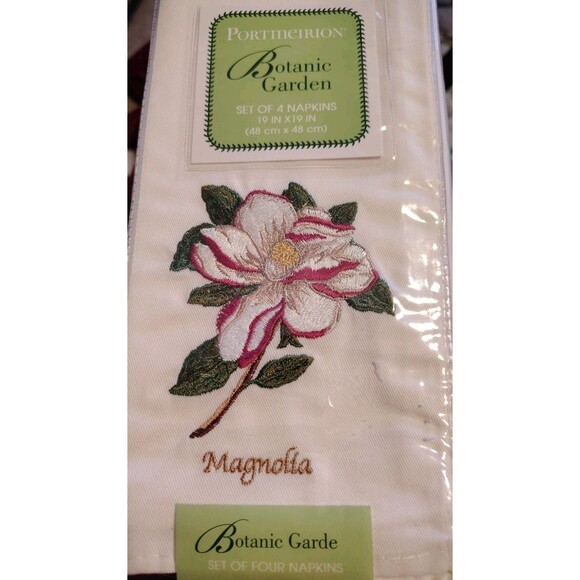 PORTMEIRION®
Botanic
Garden
SET OF 4 NAPKINS
19 IN X19 IN
(48 cm x 48 cm)
Magnolia
Botanic Garde
SET OF FOUR NAPKINS